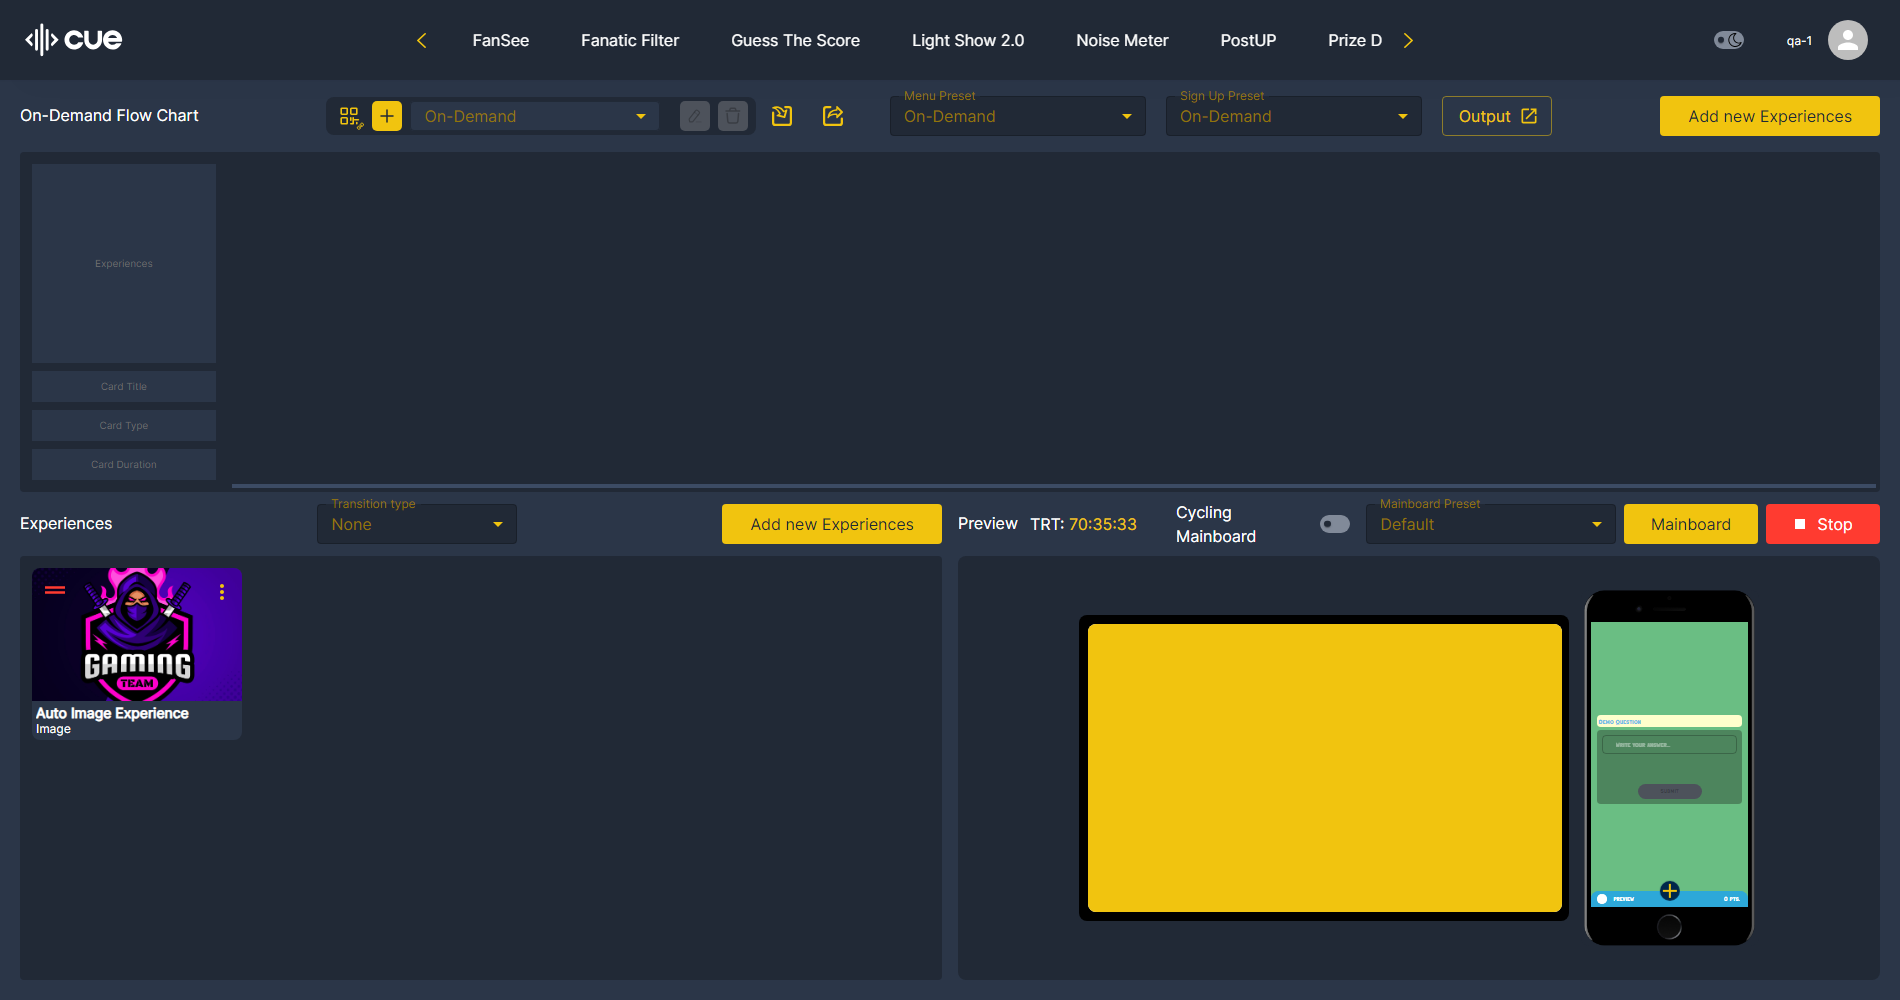 cue
FanSee
Fanatic Filter
Guess The Score
Light Show 2.0
Noise Meter
PostUP
Prize D
qa-1
On-Demand Flow Chart
On-Demand
Menu Preset
On-Demand
Sign Up Preset
On-Demand
Output
Add new Experiences
Experiences
Card Title
Card Type
Card Duration
Experiences
Transition type
None
Add new Experiences
Preview
TRT: 70:35:33
Cycling
Mainboard
Mainboard Preset
Default
Mainboard
Stop
GAMING
TEAM
Auto Image Experience
Image
Demo Question
Write your answer...
PREVIEW
0 PTS.